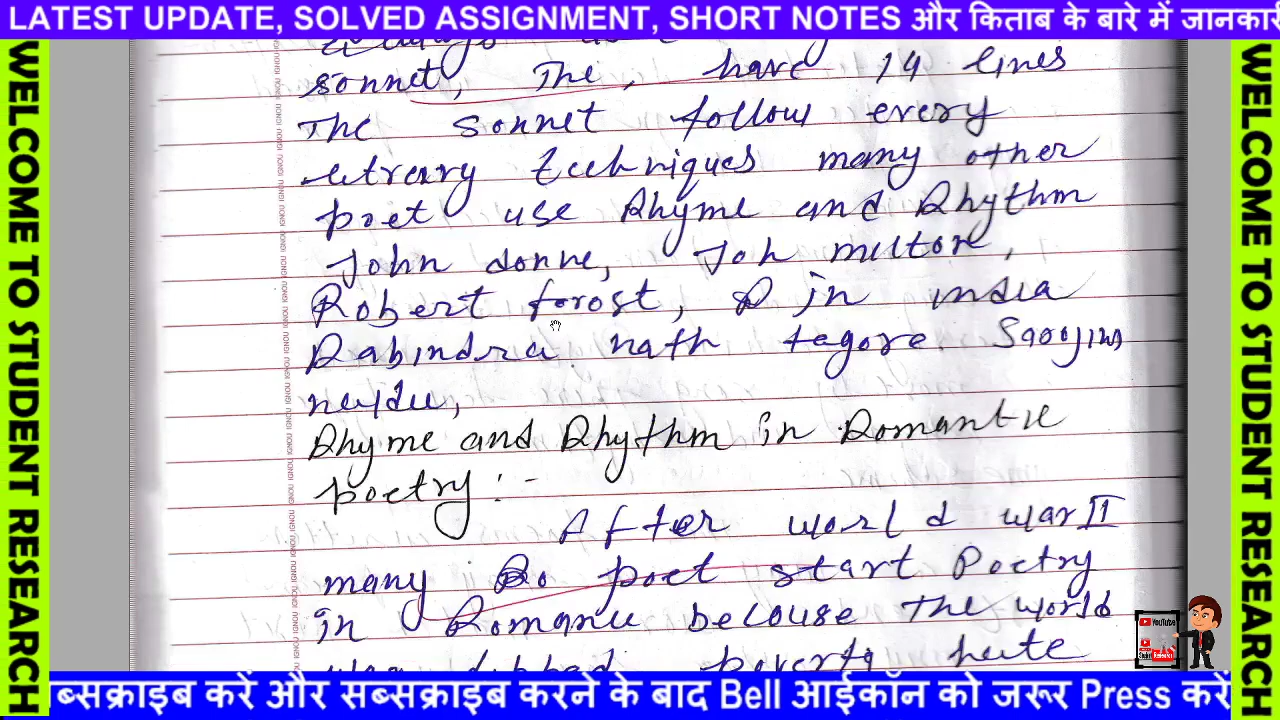 LATEST UPDATE, SOLVED ASSIGNMENT, SHORT NOTES और किताब के बारे में जानकारी
WELCOME TO STUDENT RESEARCH
sonnet, The, have 14 lines
The sonnet follow every
techniques many other
poet use Rhyme and Rhythm
John donne, Joh milton,
Robert forost, in india
Rabindra nath tagore Saoojini
Rhyme and Rhythm in Romantic
poetry :-
After world war II
many poet start Poetry
in Romance becouse The world
poverty hate
YouTube
WELCOME TO STUDENT RESEARCH
ब्सक्राइब करें और सब्सक्राइब करने के बाद Bell आईकॉन को जरूर Press करें